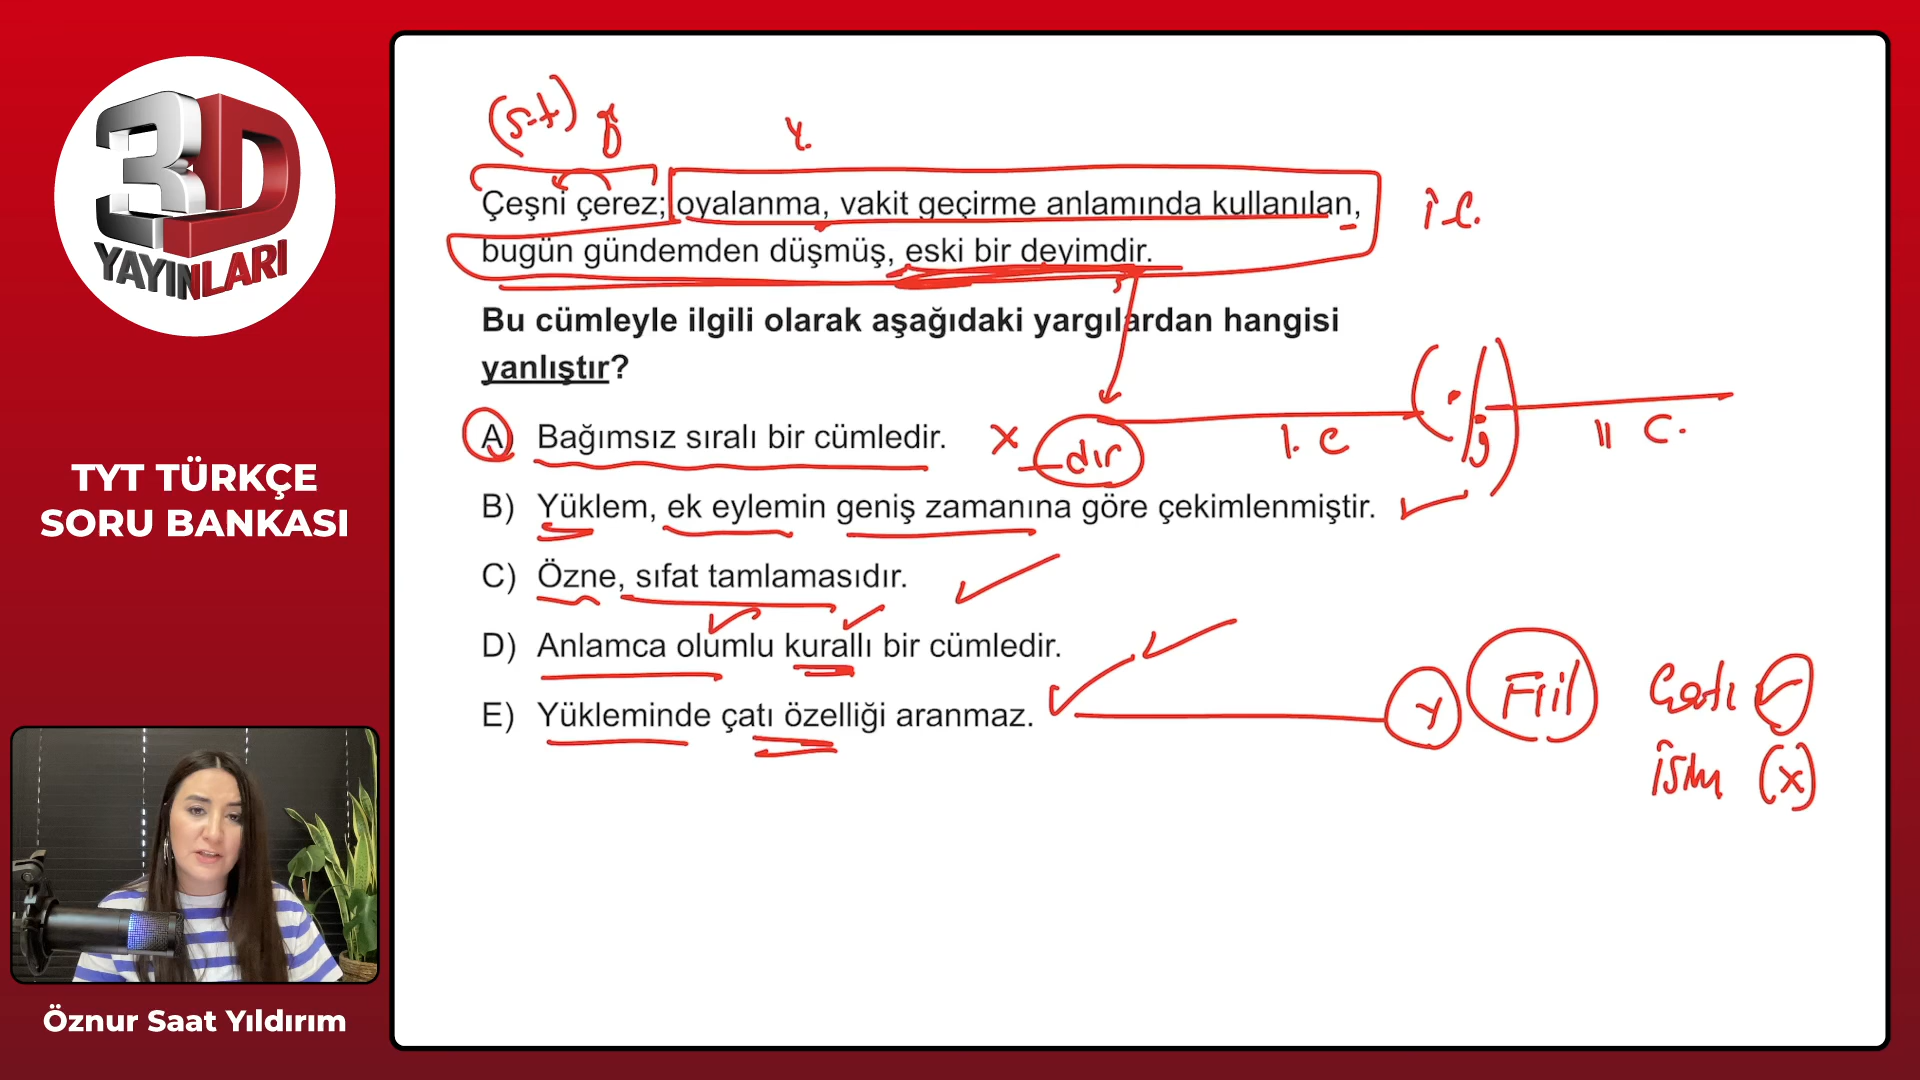 3D
YAYINLARI
TYT TÜRKÇE
SORU BANKASI
Öznur Saat Yıldırım
(s.t) ö
y.
Çeşni çerez; oyalanma, vakit geçirme anlamında kullanılan,
i.c.
bugün gündemden düşmüş, eski bir deyimdir.
Bu cümleyle ilgili olarak aşağıdaki yargılardan hangisi
yanlıştır?
A) Bağımsız sıralı bir cümledir. x
dır
I. c
II c.
B) Yüklem, ek eylemin geniş zamanına göre çekimlenmiştir.
C) Özne, sıfat tamlamasıdır.
D) Anlamca olumlu kurallı bir cümledir.
E) Yükleminde çatı özelliği aranmaz.
y Fiil Çatı
İsim (x)